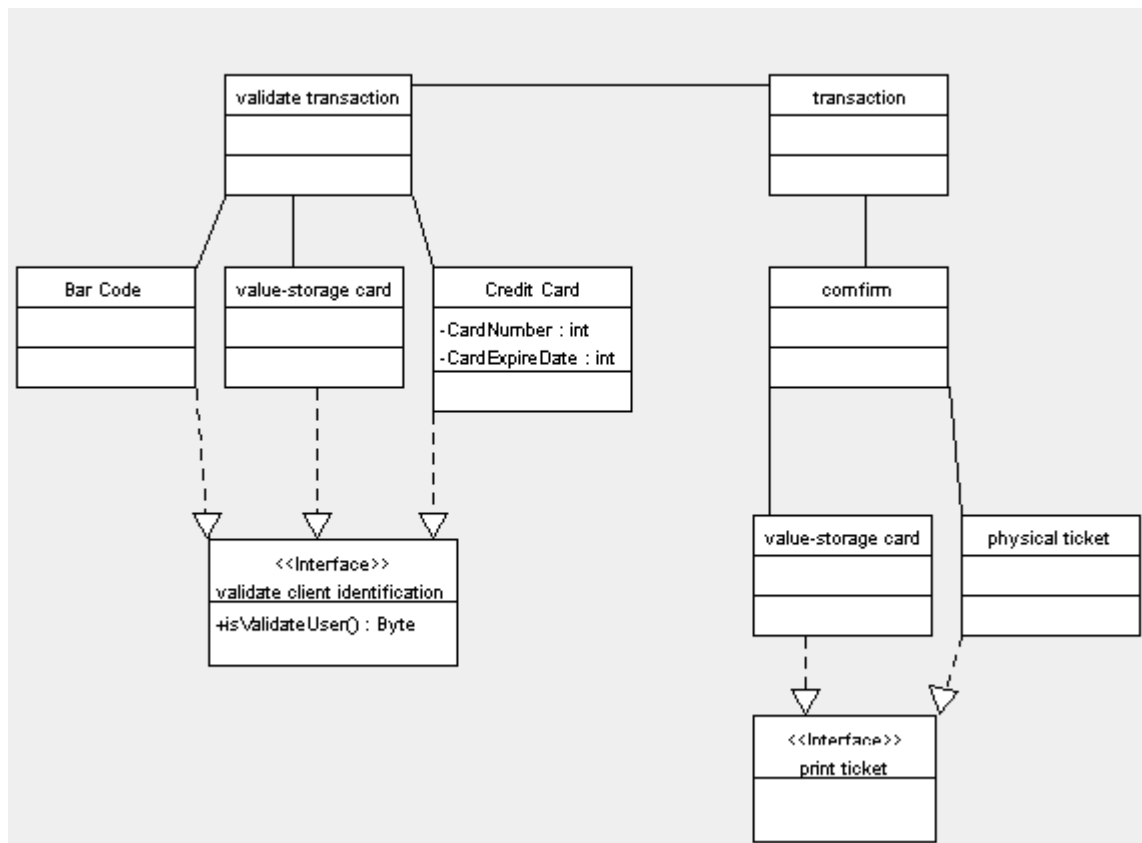 validate transaction
transaction
Bar Code
value-storage card
Credit Card
-CardNumber : int
-CardExpireDate : int
comfirm
value-storage card
physical ticket
<<Interface>>
validate client identification
+isValidateUser() : Byte
<<Interface>>
print ticket